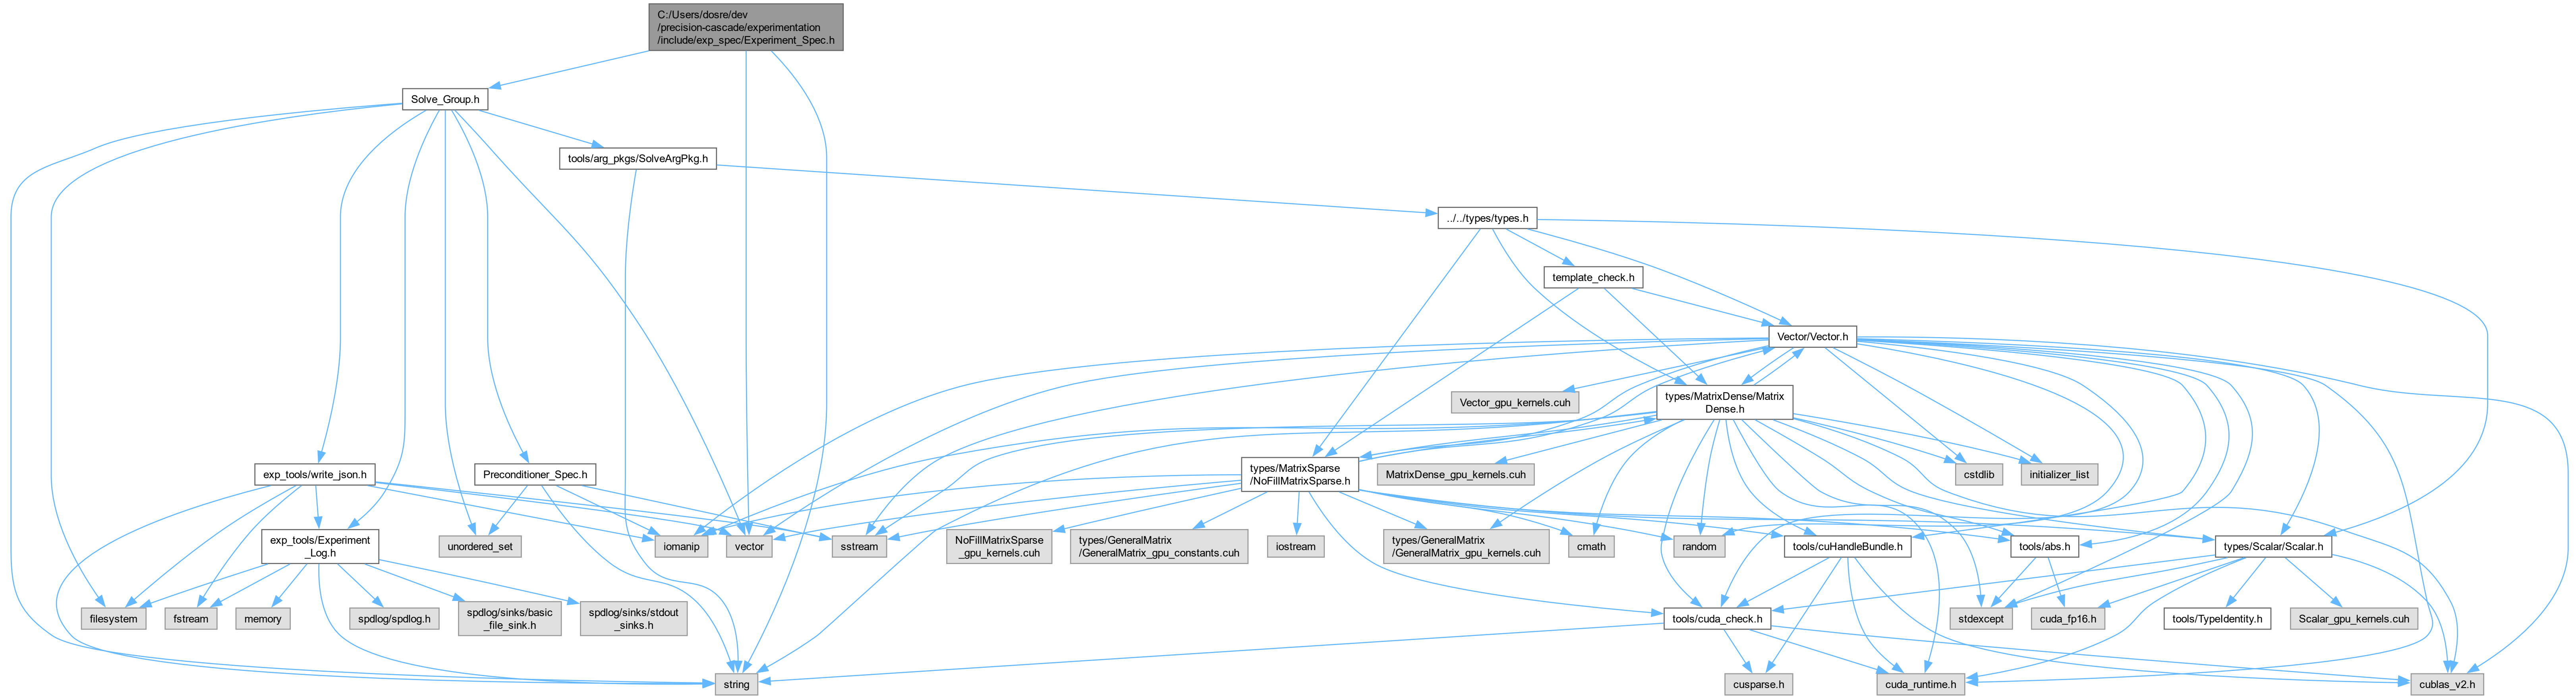 C:/Users/dosre/dev
/precision-cascade/experimentation
/include/exp_spec/Experiment_Spec.h
Solve_Group.h
tools/arg_pkgs/SolveArgPkg.h
../../types/types.h
template_check.h
Vector/Vector.h
Vector_gpu_kernels.cuh
types/MatrixDense/Matrix
Dense.h
exp_tools/write_json.h
Preconditioner_Spec.h
types/MatrixSparse
/NoFillMatrixSparse.h
MatrixDense_gpu_kernels.cuh
cstdlib
initializer_list
exp_tools/Experiment
_Log.h
unordered_set
iomanip
vector
sstream
NoFillMatrixSparse
_gpu_kernels.cuh
types/GeneralMatrix
/GeneralMatrix_gpu_constants.cuh
iostream
types/GeneralMatrix
/GeneralMatrix_gpu_kernels.cuh
cmath
random
tools/cuHandleBundle.h
tools/abs.h
types/Scalar/Scalar.h
filesystem
fstream
memory
spdlog/spdlog.h
spdlog/sinks/basic
_file_sink.h
spdlog/sinks/stdout
_sinks.h
tools/cuda_check.h
stdexcept
cuda_fp16.h
tools/TypeIdentity.h
Scalar_gpu_kernels.cuh
string
cusparse.h
cuda_runtime.h
cublas_v2.h